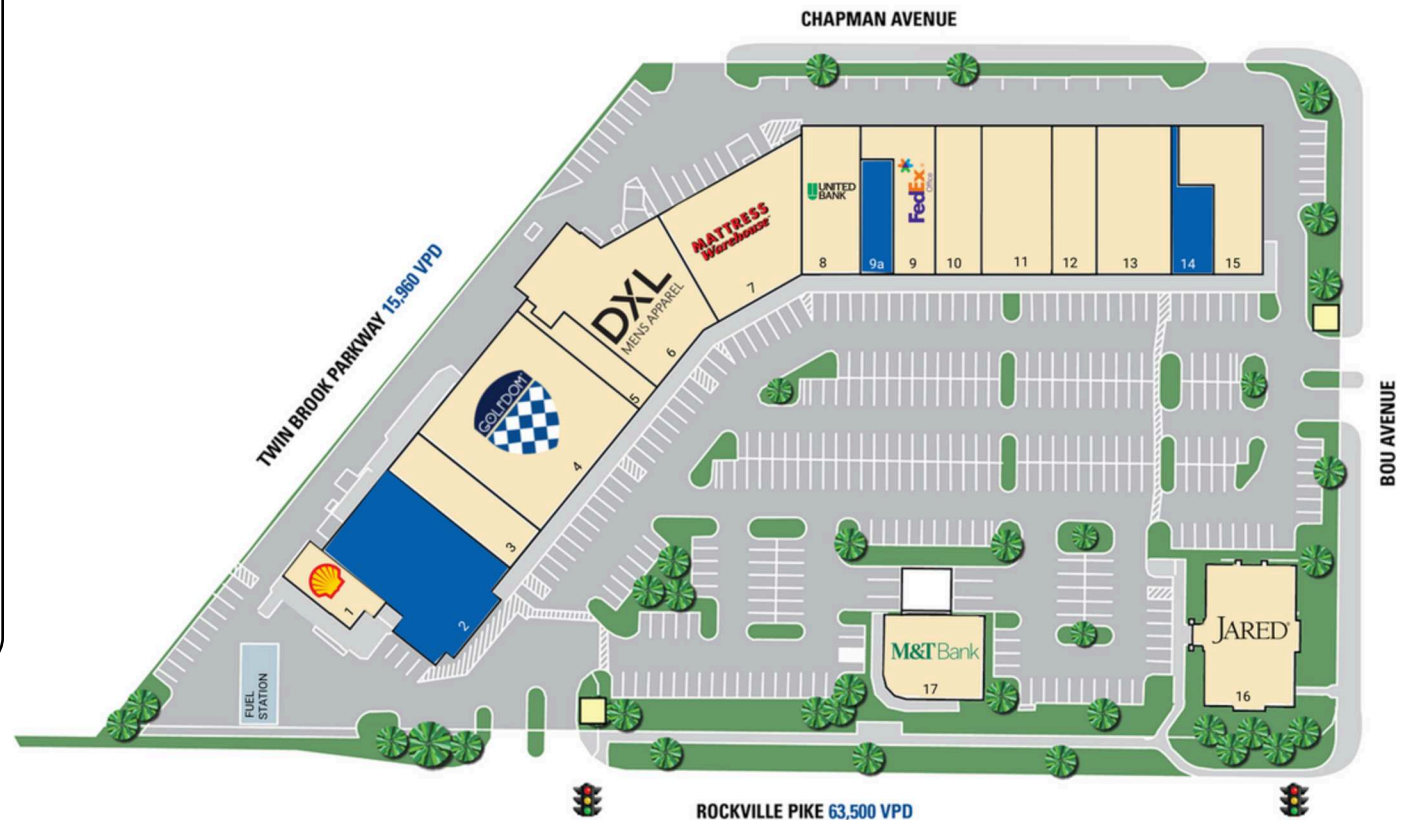 CHAPMAN AVENUE
TWIN BROOK PARKWAY 15,960 VPD
BOU AVENUE
ROCKVILLE PIKE 63,500 VPD
UNITED
BANK
8
9a
FedEx
Office
9
10
11
12
13
14
15
MATTRESS
Warehouse
7
DXL
MENS APPAREL
6
5
GOLFDOM
4
3
2
1
FUEL
STATION
M&T Bank
17
JARED
16